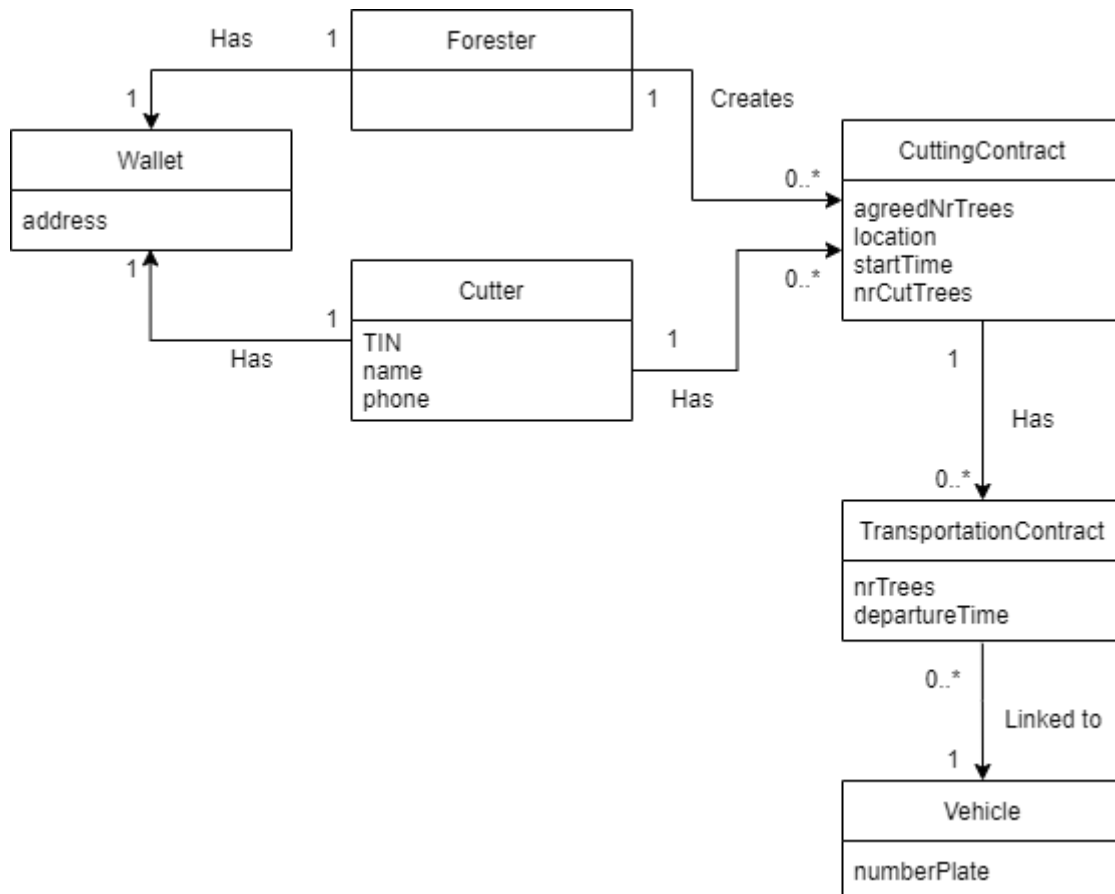 Has
1
Forester
1
1
Creates
Wallet
address
CuttingContract
0..*
agreedNrTrees
location
startTime
nrCutTrees
0..*
1
1
Has
Cutter
TIN
name
phone
1
Has
1
Has
0..*
TransportationContract
nrTrees
departureTime
0..*
Linked to
1
Vehicle
numberPlate